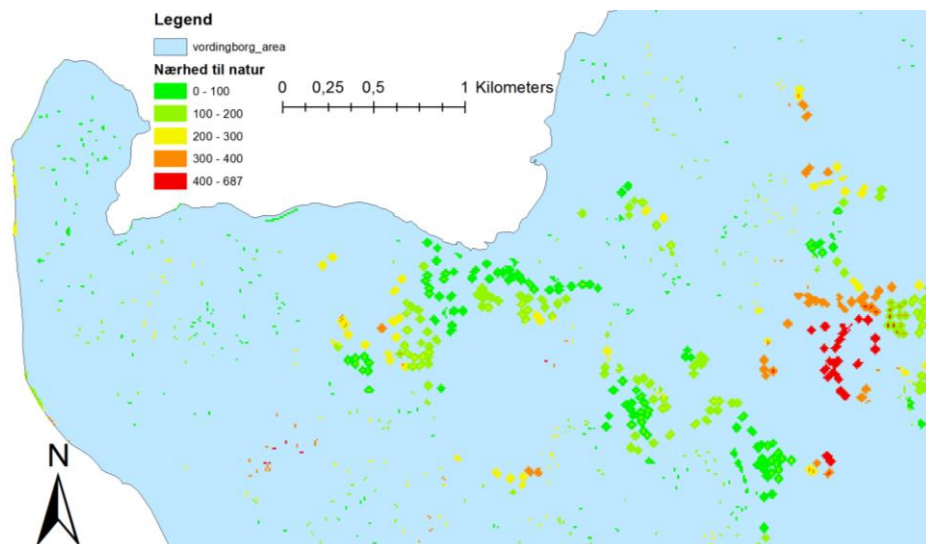 Legend
vordingborg_area
Nærhed til natur
0 - 100
100 - 200
200 - 300
300 - 400
400 - 687
0 0,25 0,5 1 Kilometers
N